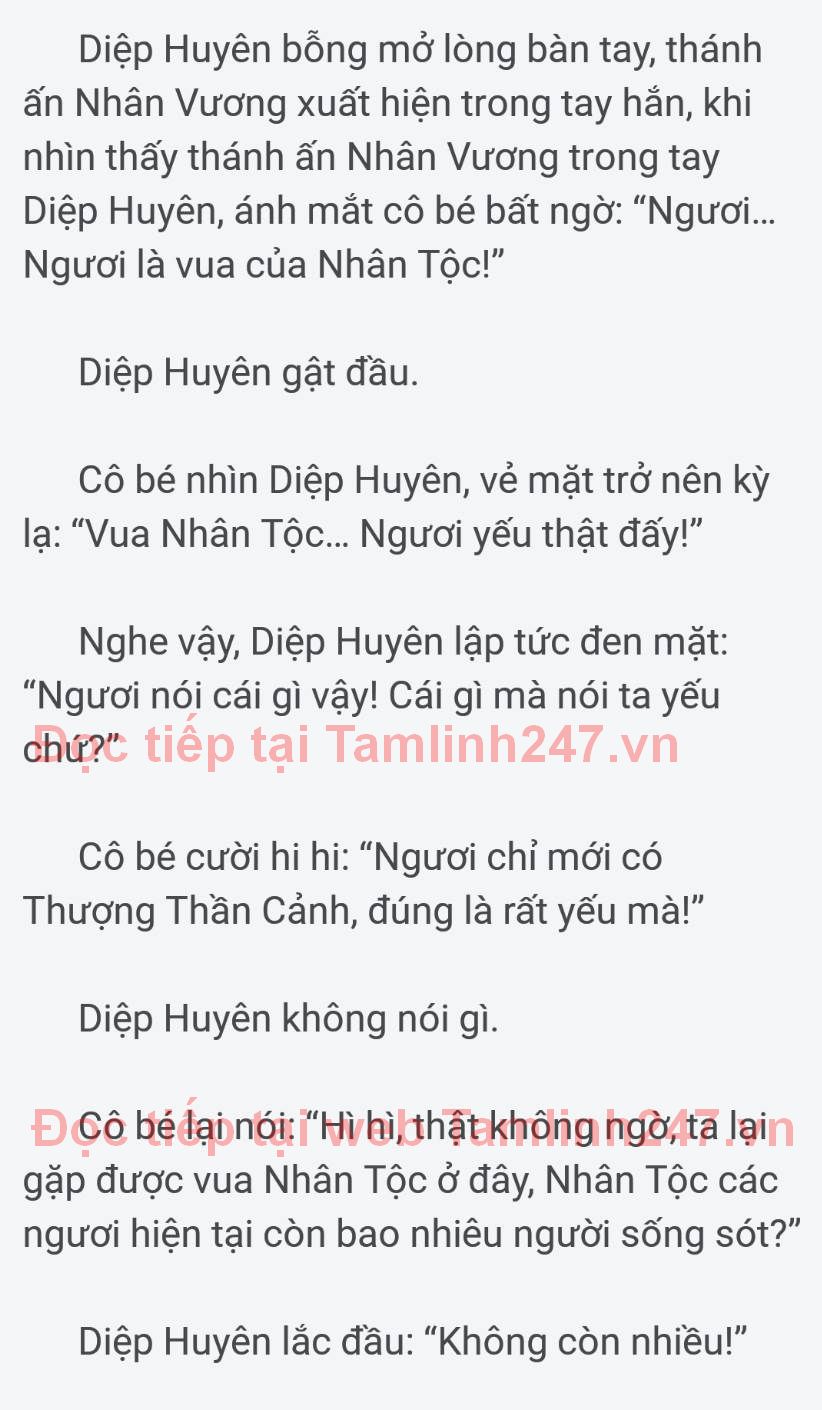 Diệp Huyên bỗng mở lòng bàn tay, thánh
ấn Nhân Vương xuất hiện trong tay hắn, khi
nhìn thấy thánh ấn Nhân Vương trong tay
Diệp Huyên, ánh mắt cô bé bất ngờ: “Ngươi...
Ngươi là vua của Nhân Tộc!”
Diệp Huyên gật đầu.
Cô bé nhìn Diệp Huyên, vẻ mặt trở nên kỳ
lạ: “Vua Nhân Tộc... Ngươi yếu thật đấy!”
Nghe vậy, Diệp Huyên lập tức đen mặt:
“Ngươi nói cái gì vậy! Cái gì mà nói ta yếu
chứ?”
Đọc tiếp tại Tamlinh247.vn
Cô bé cười hi hi: “Ngươi chỉ mới có
Thượng Thần Cảnh, đúng là rất yếu mà!”
Diệp Huyên không nói gì.
Cô bé lại nói: “Hì hì, thật không ngờ, ta lại
Đọc tiếp tại web Tamlinh247.vn
gặp được vua Nhân Tộc ở đây, Nhân Tộc các
ngươi hiện tại còn bao nhiêu người sống sót?”
Diệp Huyên lắc đầu: “Không còn nhiều!”